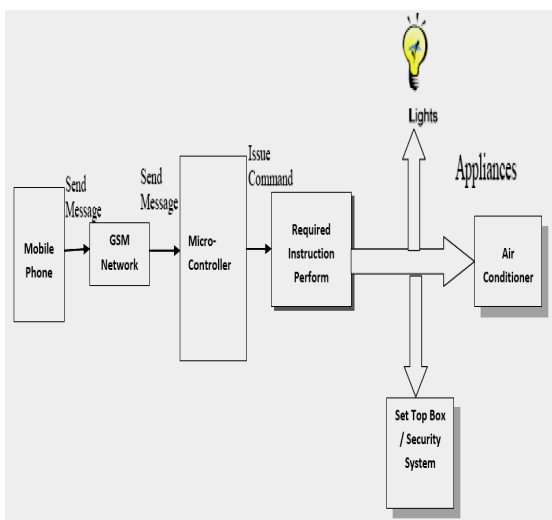 Lights
Appliances
Issue
Command
Send
Message
Send
Message
Mobile
Phone
GSM
Network
Micro-
Controller
Required
Instruction
Perform
Air
Conditioner
Set Top Box
/ Security
System